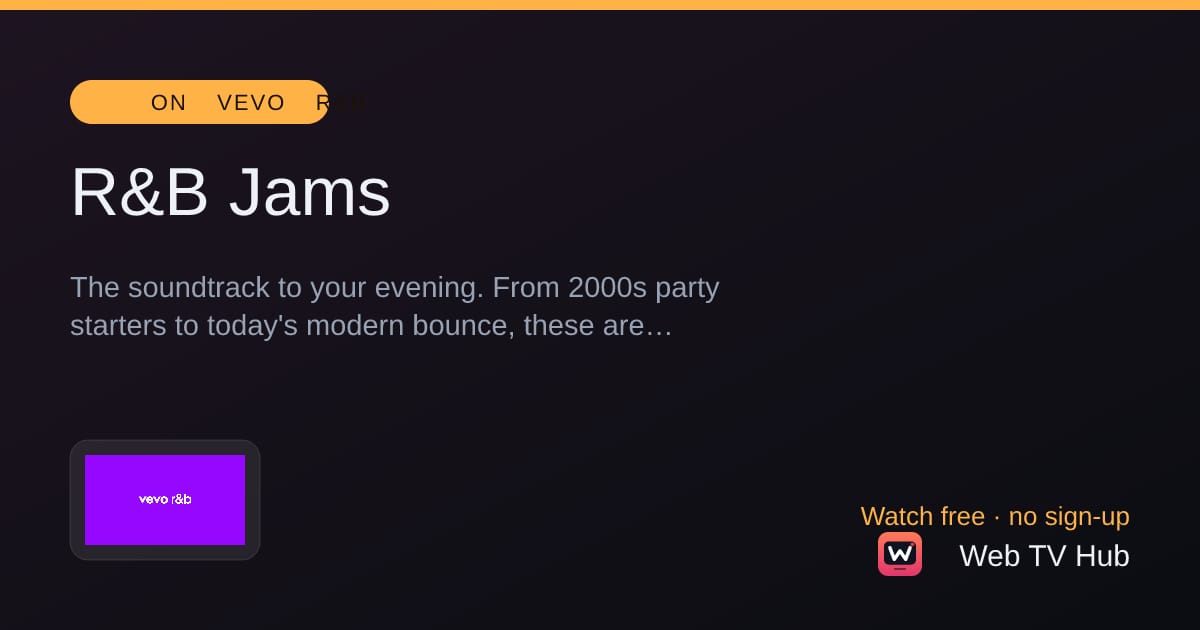 ON VEVO R&B
R&B Jams
The soundtrack to your evening. From 2000s party
starters to today's modern bounce, these are…
vevo r&b
Watch free · no sign-up
W
Web TV Hub